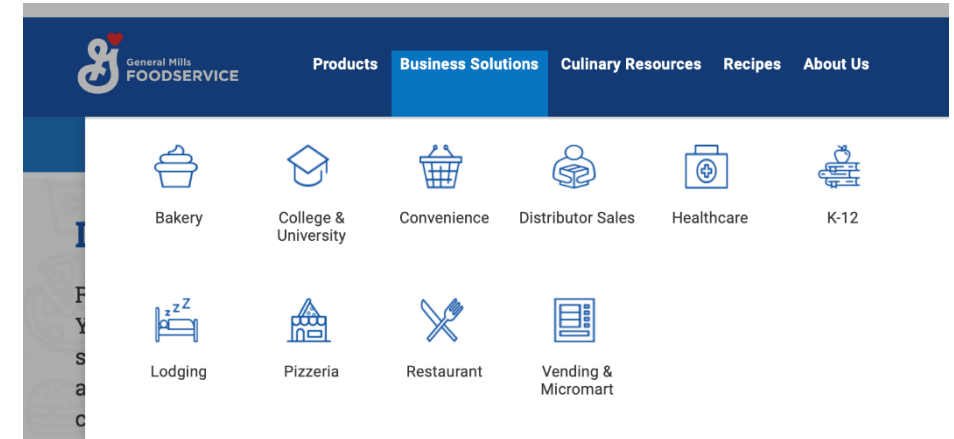 General Mills
FOODSERVICE
Products Business Solutions Culinary Resources Recipes About Us
Bakery College & Convenience Distributor Sales Healthcare K-12
University
zzZ
Lodging Pizzeria Restaurant Vending &
Micromart